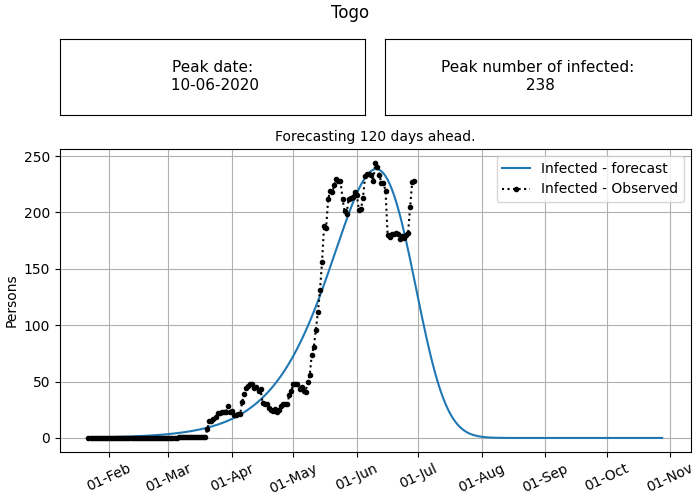 Togo
Peak date:
10-06-2020
Peak number of infected:
238
Forecasting 120 days ahead.
Infected - forecast
Infected - Observed
250
200
150
100
50
0
Persons
01-Feb
01-Mar
01-Apr
01-May
01-Jun
01-Jul
01-Aug
01-Sep
01-Oct
01-Nov